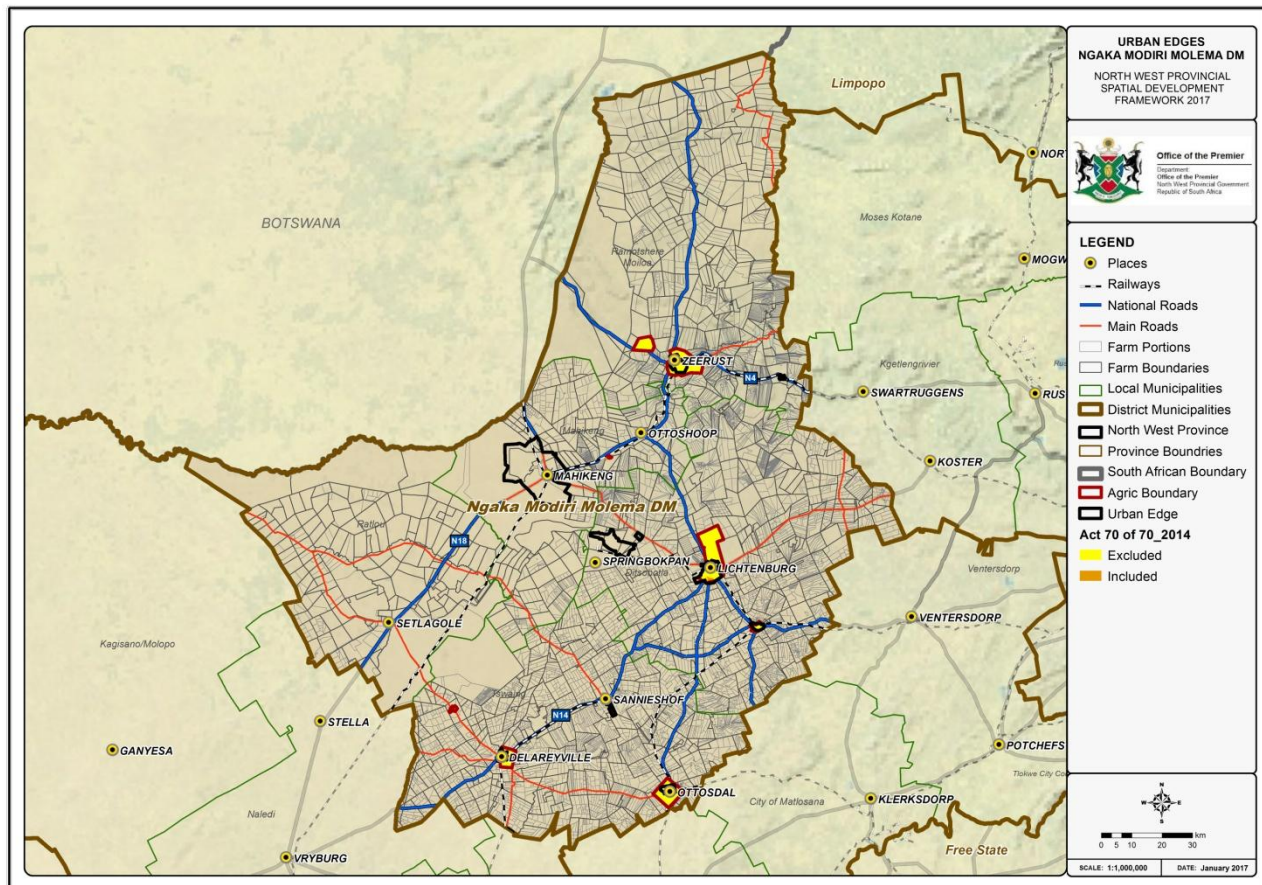 URBAN EDGES
NGAKA MODIRI MOLEMA DM
NORTH WEST PROVINCIAL
SPATIAL DEVELOPMENT
FRAMEWORK 2017
Office of the Premier
Department:
Office of the Premier
North West Provincial Government
Republic of South Africa
LEGEND
Places
Railways
National Roads
Main Roads
Farm Portions
Farm Boundaries
Local Municipalities
District Municipalities
North West Province
Province Boundries
South African Boundary
Agric Boundary
Urban Edge
Act 70 of 70_2014
Excluded
Included
N
W E
S
km
0 5 10 20 30
SCALE: 1:1,000,000
DATE: January 2017
Limpopo
NORT
BOTSWANA
Moses Kotane
Ramotshere
Moiloa
MOGW
ZEERUST
N4
Kgetlengrivier
SWARTRUGGENS
RUS
Mahikeng
OTTOSHOOP
KOSTER
MAHIKENG
Ngaka Modiri Molema DM
Ratlou
N18
SPRINGBOKPAN
Ditsobotla
LICHTENBURG
Ventersdorp
SETLAGOLE
VENTERSDORP
Kagisano/Molopo
Tswaing
SANNIESHOF
N14
STELLA
GANYESA
DELAREYVILLE
POTCHEFS
Tlokwe City Co
OTTOSDAL
City of Matlosana
KLERKSDORP
Naledi
VRYBURG
Free State